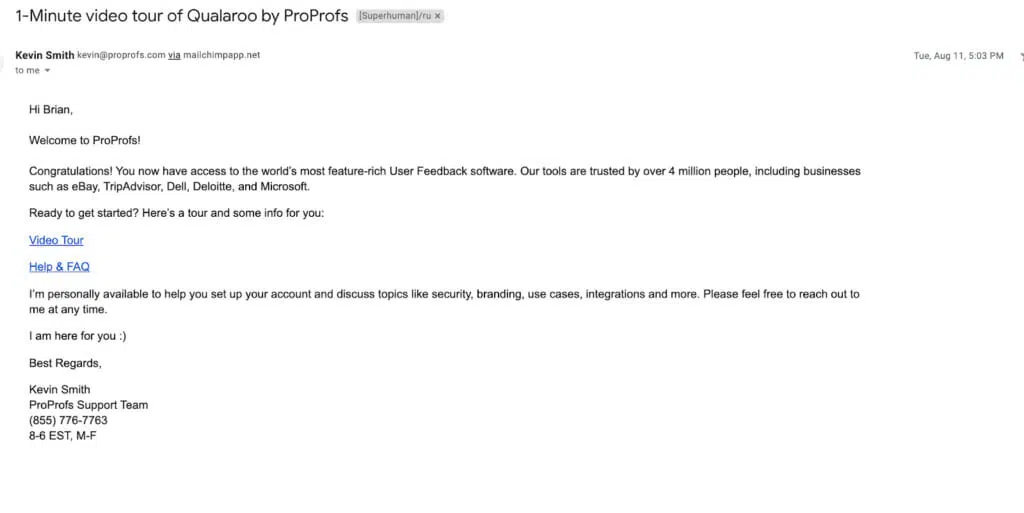 1-Minute video tour of Qualaroo by ProProfs [Superhuman]/ru ×
Kevin Smith kevin@proprofs.com via mailchimpapp.net Tue, Aug 11, 5:03 PM
to me
Hi Brian,
Welcome to ProProfs!
Congratulations! You now have access to the world's most feature-rich User Feedback software. Our tools are trusted by over 4 million people, including businesses
such as eBay, TripAdvisor, Dell, Deloitte, and Microsoft.
Ready to get started? Here's a tour and some info for you:
Video Tour
Help & FAQ
I'm personally available to help you set up your account and discuss topics like security, branding, use cases, integrations and more. Please feel free to reach out to
me at any time.
I am here for you :)
Best Regards,
Kevin Smith
ProProfs Support Team
(855) 776-7763
8-6 EST, M-F